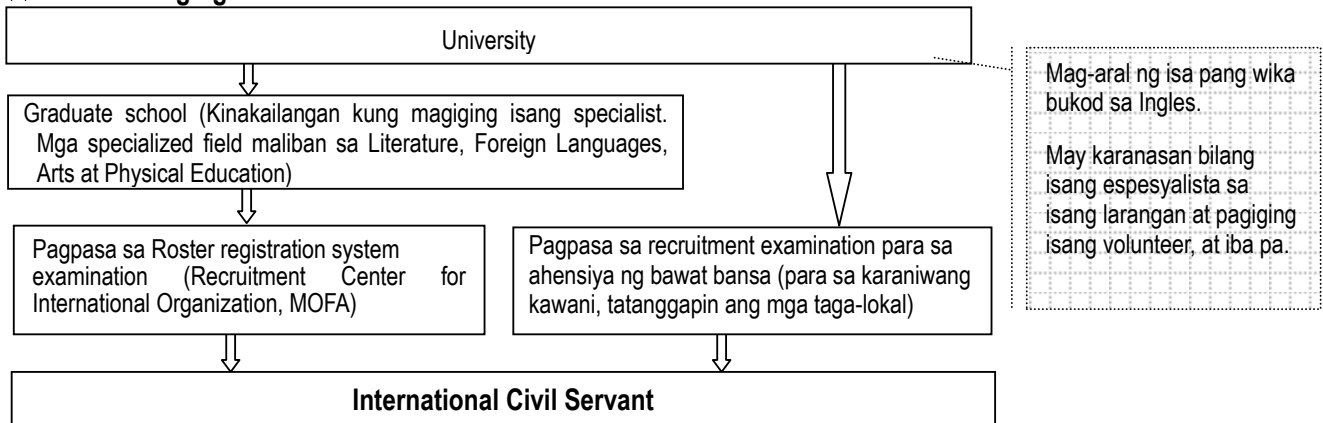 University
Graduate school (Kinakailangan kung magiging isang specialist.
Mga specialized field maliban sa Literature, Foreign Languages,
Arts at Physical Education)
Pagpasa sa Roster registration system
examination (Recruitment Center for
International Organization, MOFA)
Pagpasa sa recruitment examination para sa
ahensiya ng bawat bansa (para sa karaniwang
kawani, tatanggapin ang mga taga-lokal)
International Civil Servant
Mag-aral ng isa pang wika
bukod sa Ingles.
May karanasan bilang
isang espesyalista sa
isang larangan at pagiging
isang volunteer, at iba pa.